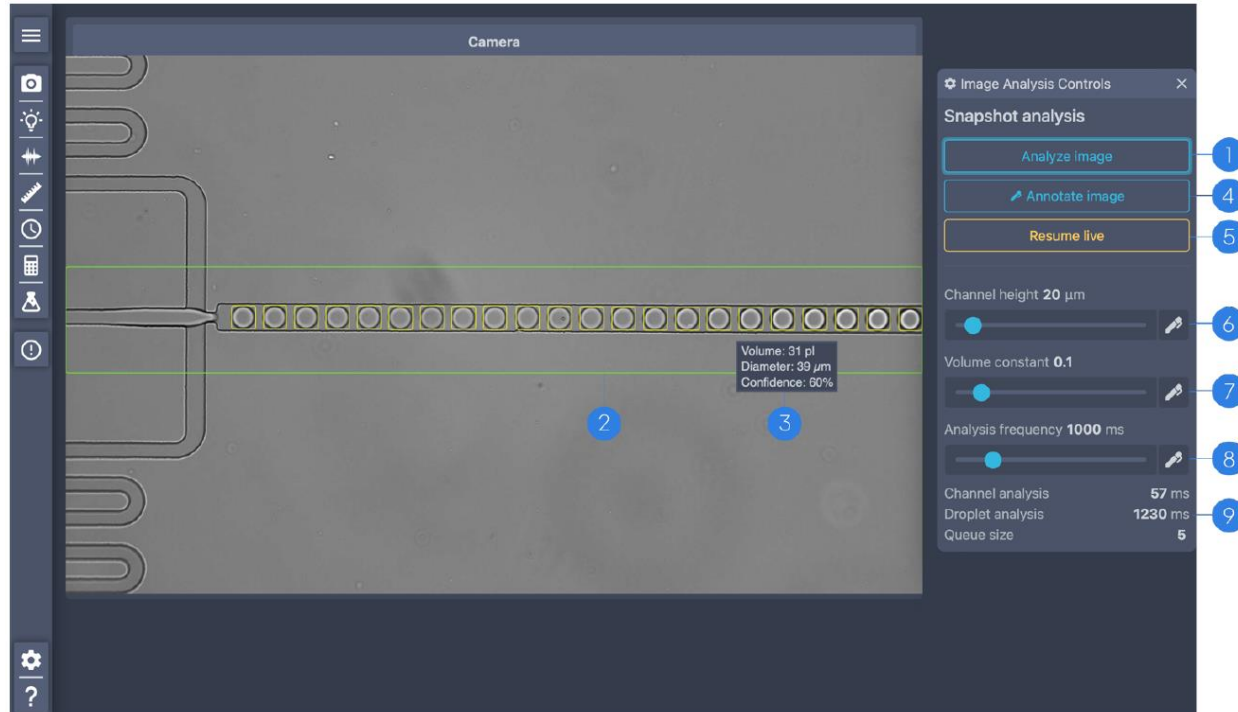 Camera
Image Analysis Controls
Snapshot analysis
Analyze image
1
Annotate image
4
Resume live
5
Channel height 20 μm
6
Volume constant 0.1
7
Analysis frequency 1000 ms
8
Channel analysis 57 ms
Droplet analysis 1230 ms
9
Queue size 5
Volume: 31 pl
Diameter: 39 μm
Confidence: 60%
2
3
?